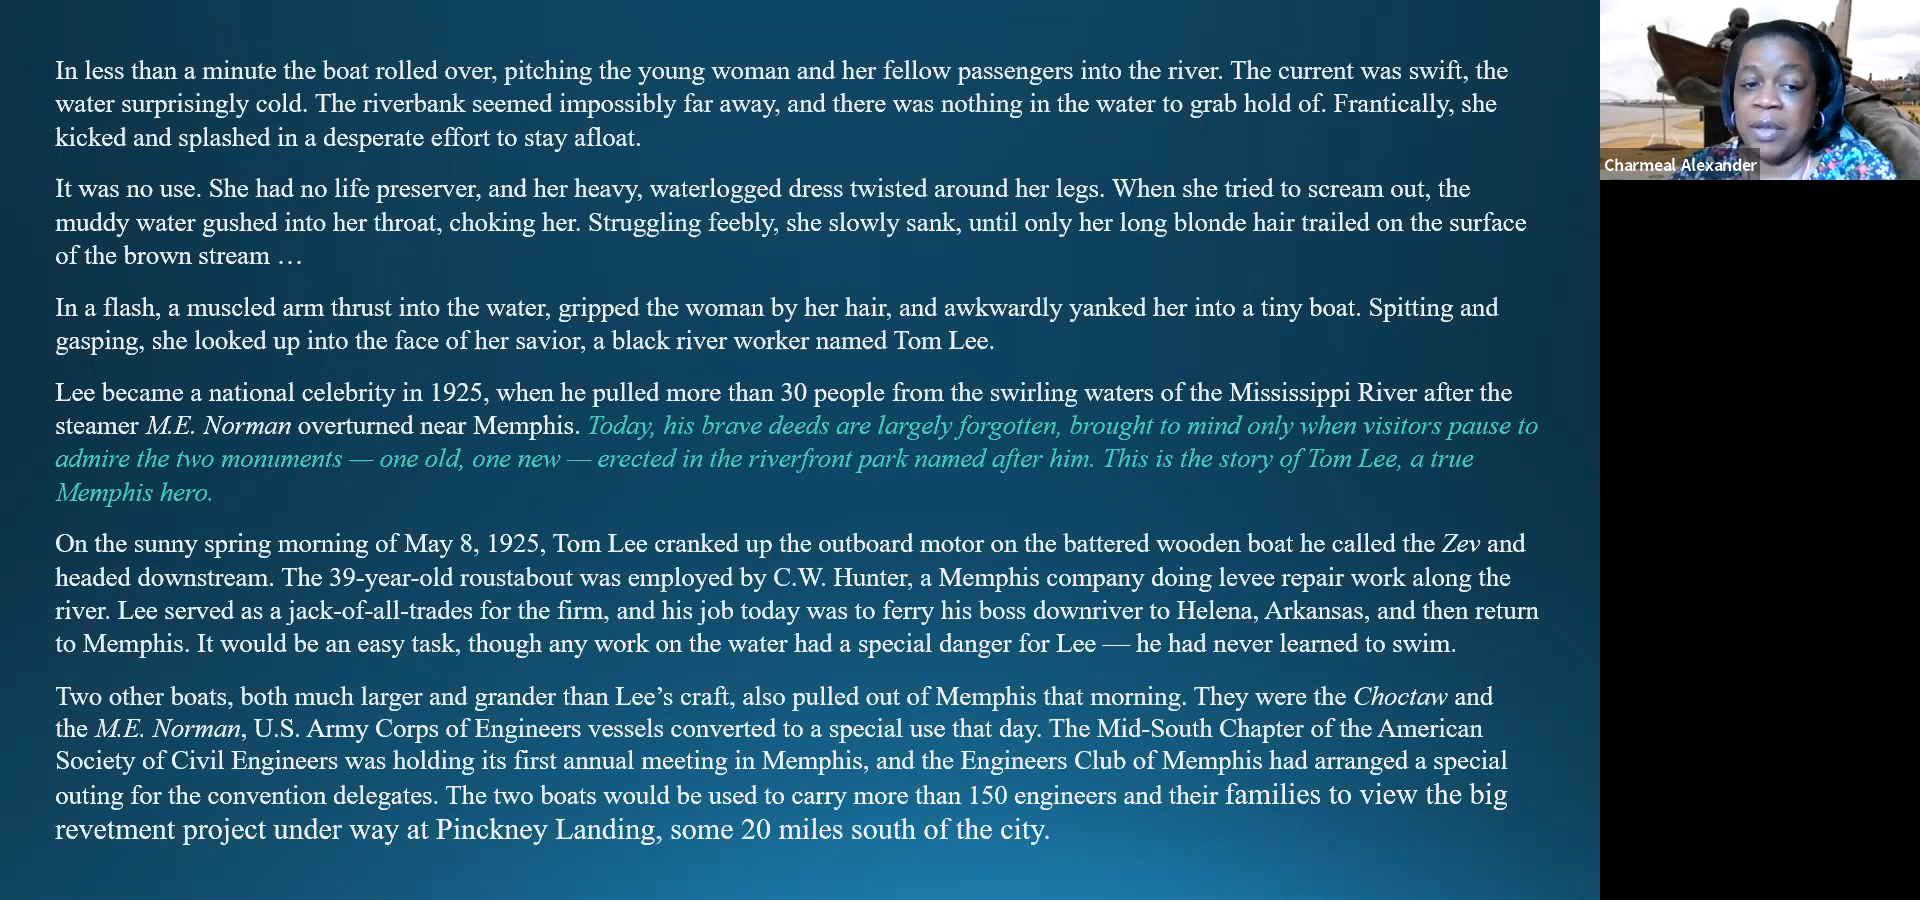 In less than a minute the boat rolled over, pitching the young woman and her fellow passengers into the river. The current was swift, the
water surprisingly cold. The riverbank seemed impossibly far away, and there was nothing in the water to grab hold of. Frantically, she
kicked and splashed in a desperate effort to stay afloat.
It was no use. She had no life preserver, and her heavy, waterlogged dress twisted around her legs. When she tried to scream out, the
muddy water gushed into her throat, choking her. Struggling feebly, she slowly sank, until only her long blonde hair trailed on the surface
of the brown stream …
In a flash, a muscled arm thrust into the water, gripped the woman by her hair, and awkwardly yanked her into a tiny boat. Spitting and
gasping, she looked up into the face of her savior, a black river worker named Tom Lee.
Lee became a national celebrity in 1925, when he pulled more than 30 people from the swirling waters of the Mississippi River after the
steamer M.E. Norman overturned near Memphis. Today, his brave deeds are largely forgotten, brought to mind only when visitors pause to
admire the two monuments — one old, one new — erected in the riverfront park named after him. This is the story of Tom Lee, a true
Memphis hero.
On the sunny spring morning of May 8, 1925, Tom Lee cranked up the outboard motor on the battered wooden boat he called the Zev and
headed downstream. The 39-year-old roustabout was employed by C.W. Hunter, a Memphis company doing levee repair work along the
river. Lee served as a jack-of-all-trades for the firm, and his job today was to ferry his boss downriver to Helena, Arkansas, and then return
to Memphis. It would be an easy task, though any work on the water had a special danger for Lee — he had never learned to swim.
Two other boats, both much larger and grander than Lee’s craft, also pulled out of Memphis that morning. They were the Choctaw and
the M.E. Norman, U.S. Army Corps of Engineers vessels converted to a special use that day. The Mid-South Chapter of the American
Society of Civil Engineers was holding its first annual meeting in Memphis, and the Engineers Club of Memphis had arranged a special
outing for the convention delegates. The two boats would be used to carry more than 150 engineers and their families to view the big
revetment project under way at Pinckney Landing, some 20 miles south of the city.
Charmeal Alexander